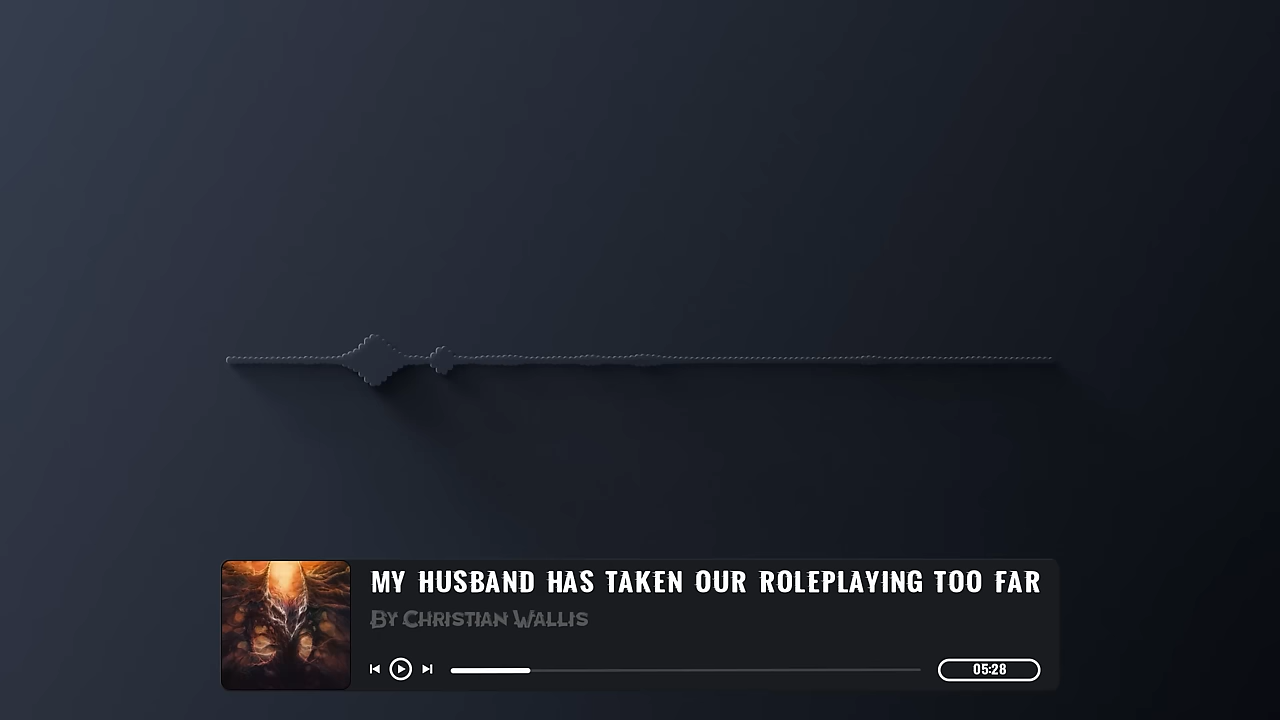 MY HUSBAND HAS TAKEN OUR ROLEPLAYING TOO FAR
BY CHRISTIAN WALLIS
05:28